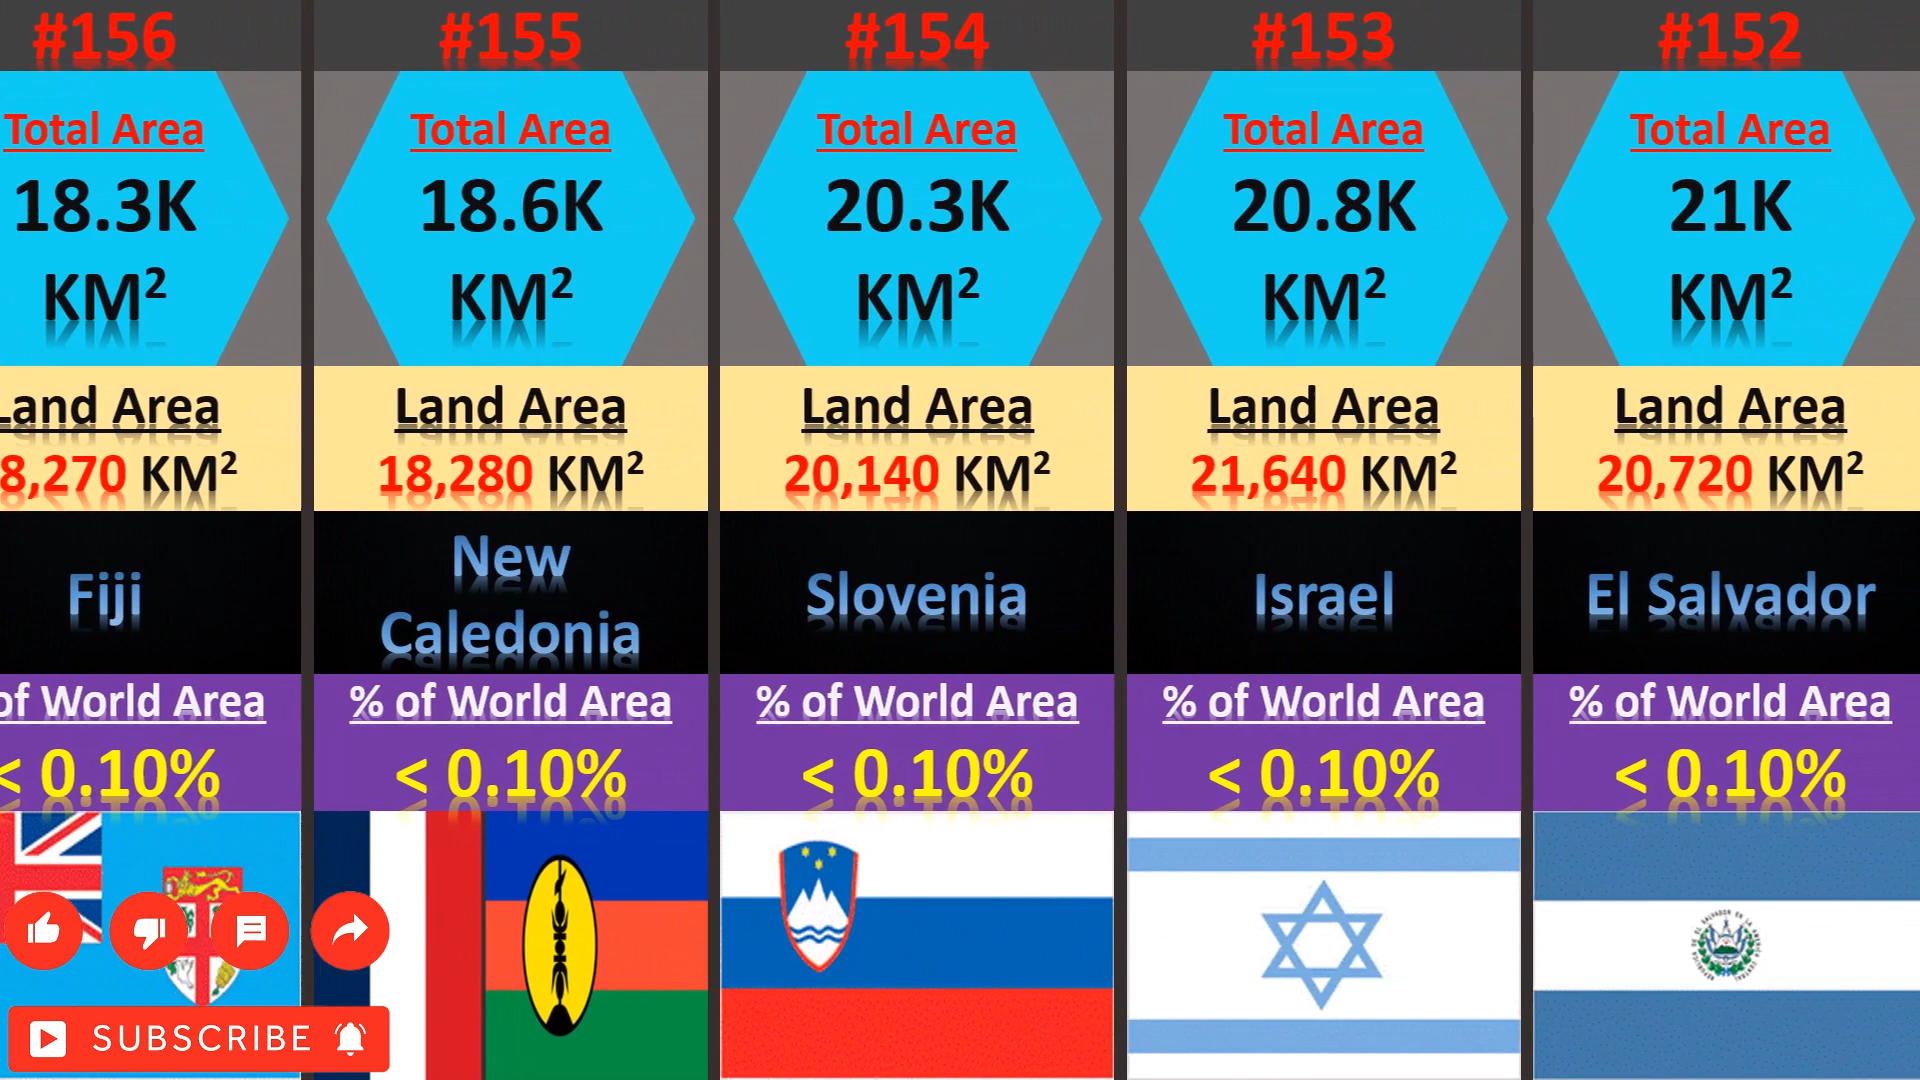 #156
Total Area
18.3K
KM²
Land Area
8,270 KM²
Fiji
of World Area
< 0.10%
#155
Total Area
18.6K
KM²
Land Area
18,280 KM²
New
Caledonia
% of World Area
< 0.10%
#154
Total Area
20.3K
KM²
Land Area
20,140 KM²
Slovenia
% of World Area
< 0.10%
#153
Total Area
20.8K
KM²
Land Area
21,640 KM²
Israel
% of World Area
< 0.10%
#152
Total Area
21K
KM²
Land Area
20,720 KM²
El Salvador
% of World Area
< 0.10%
SUBSCRIBE